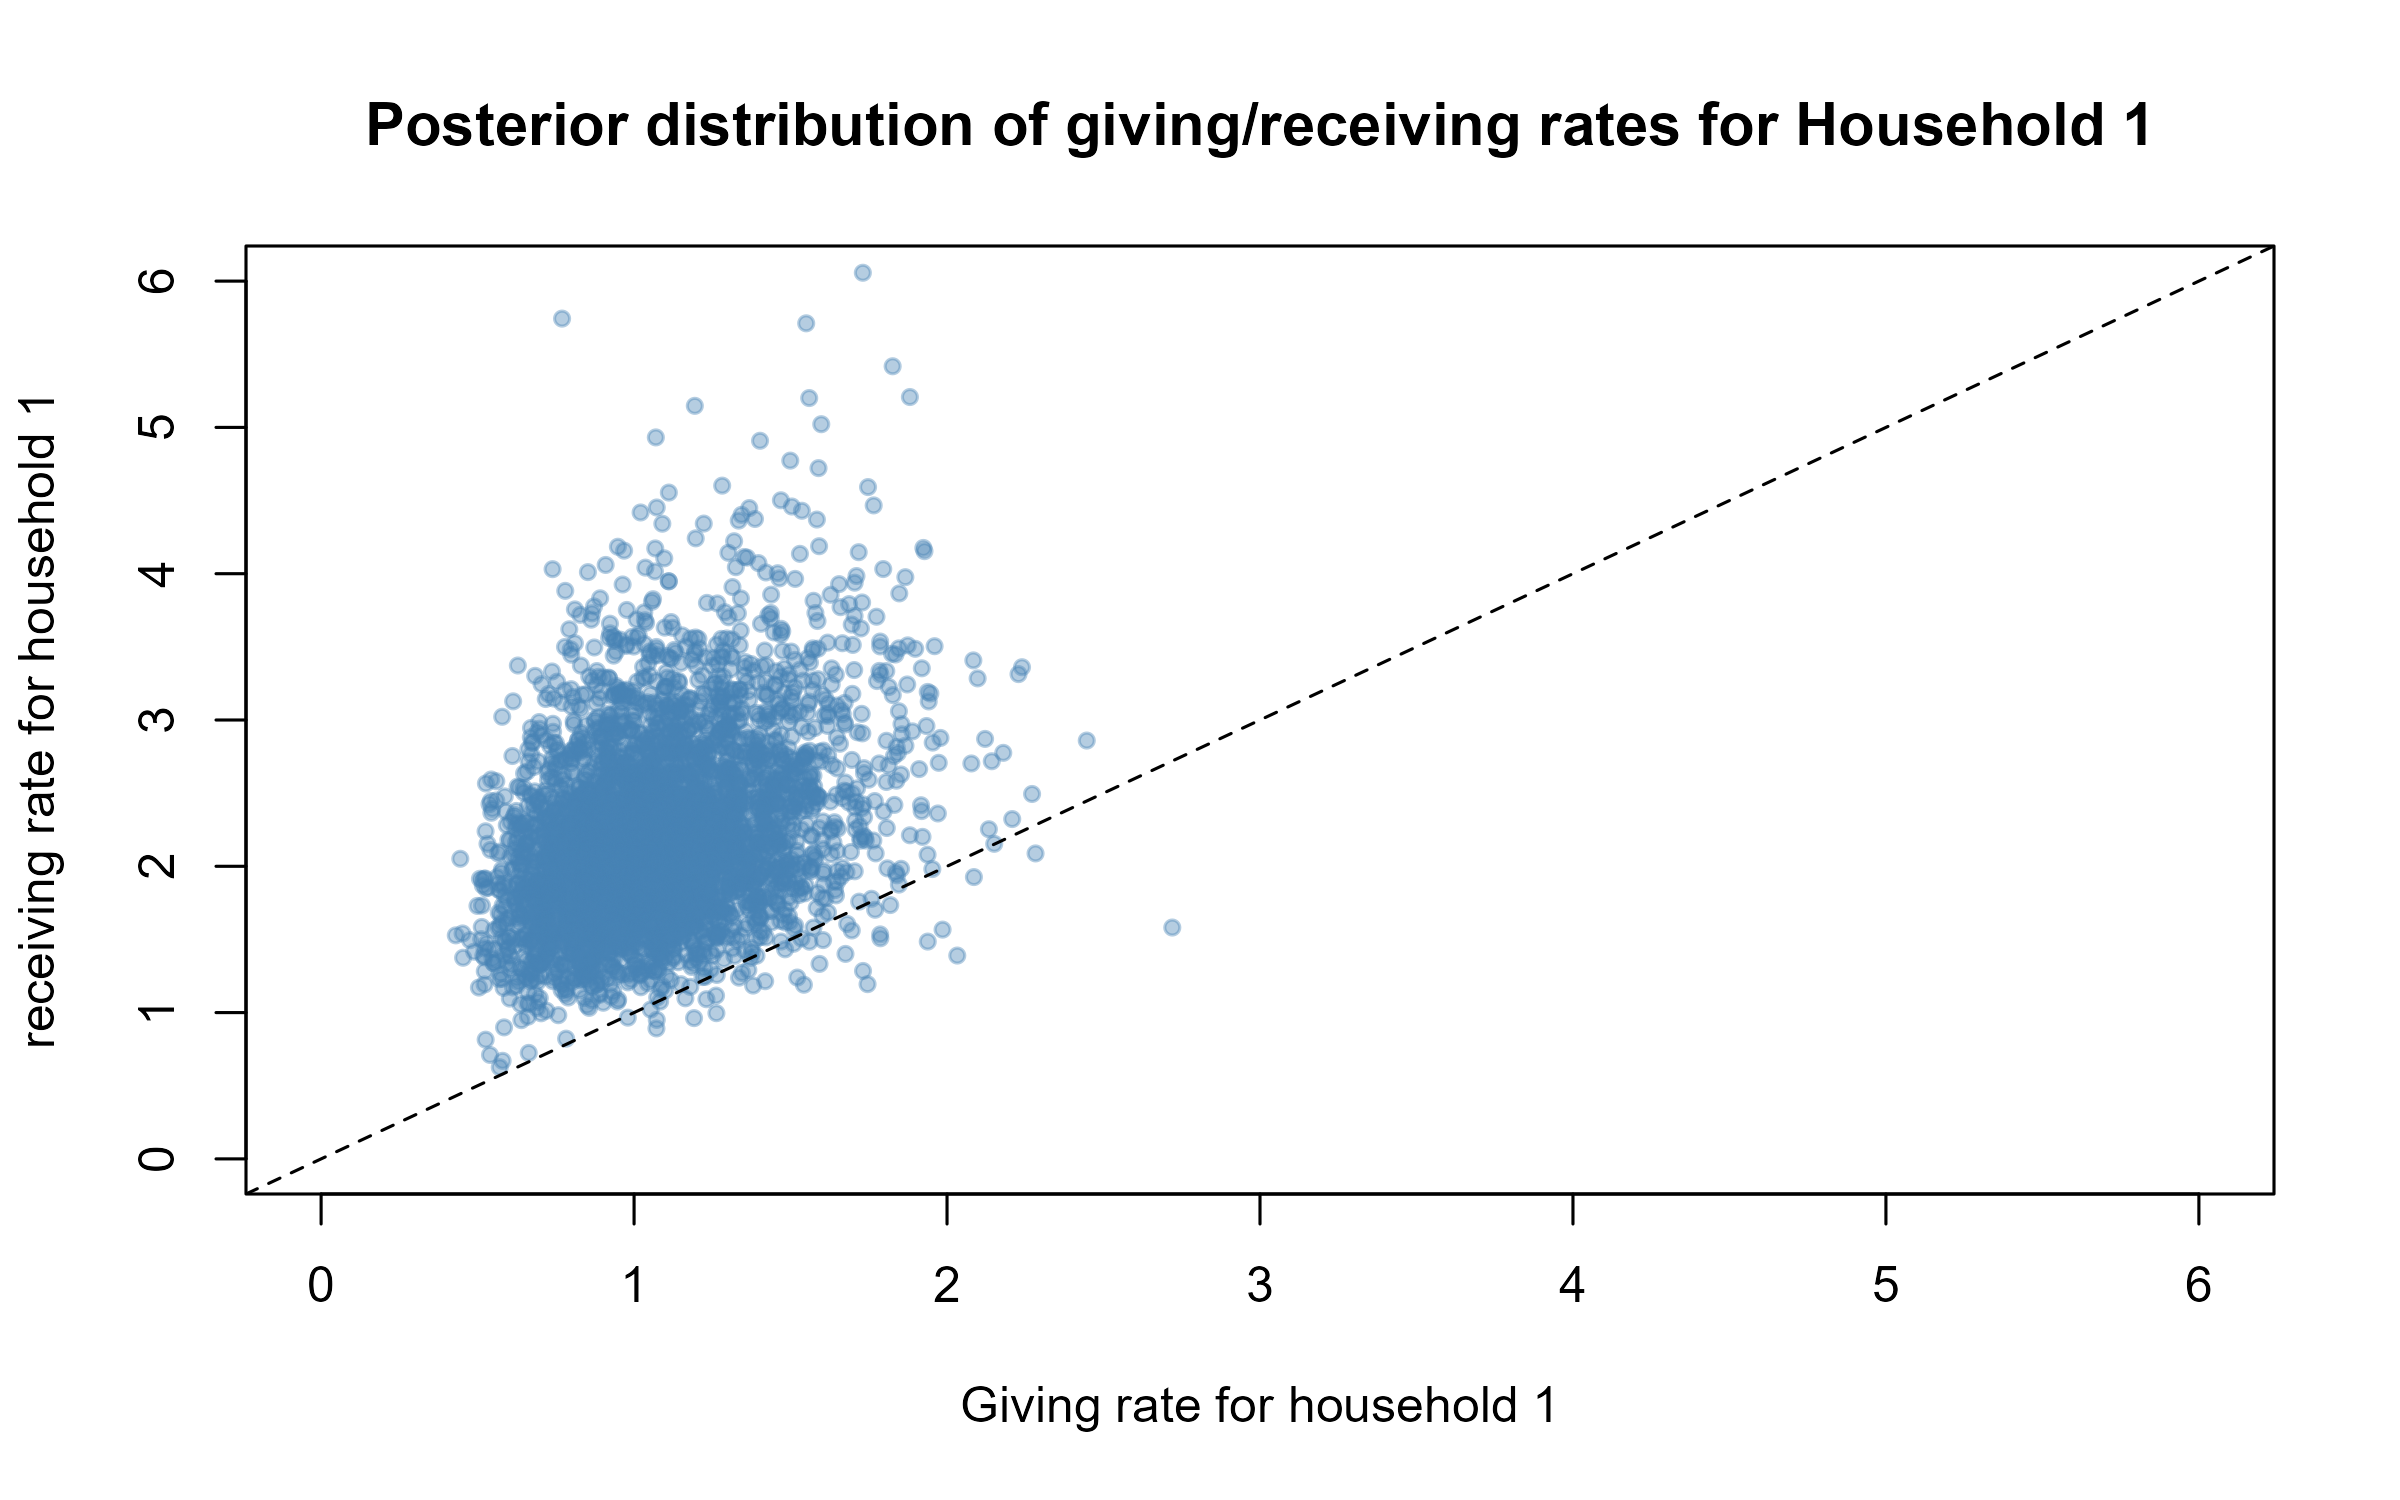 Posterior distribution of giving/receiving rates for Household 1
receiving rate for household 1
6
5
4
3
2
1
0
0 1 2 3 4 5 6
Giving rate for household 1